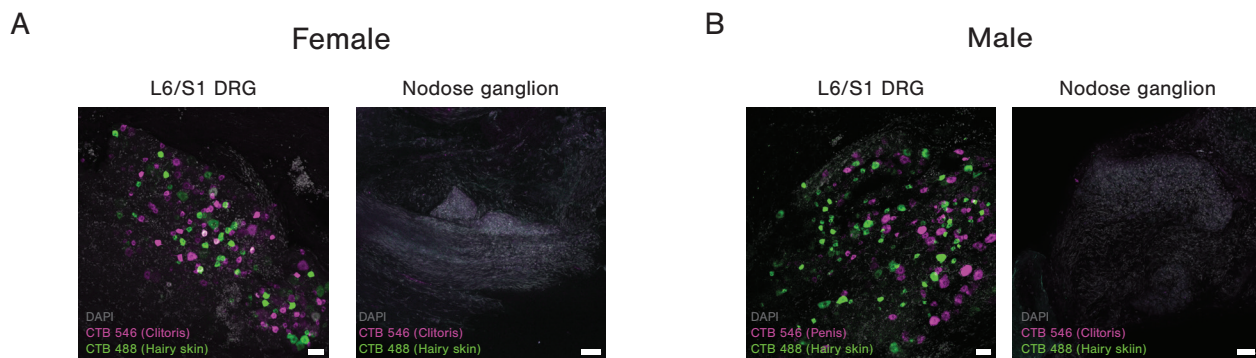 A
Female
L6/S1 DRG
Nodose ganglion
DAPI
CTB 546 (Clitoris)
CTB 488 (Hairy skin)
DAPI
CTB 546 (Clitoris)
CTB 488 (Hairy skin)
B
Male
L6/S1 DRG
Nodose ganglion
DAPI
CTB 546 (Penis)
CTB 488 (Hairy skin)
DAPI
CTB 546 (Clitoris)
CTB 488 (Hairy skiin)